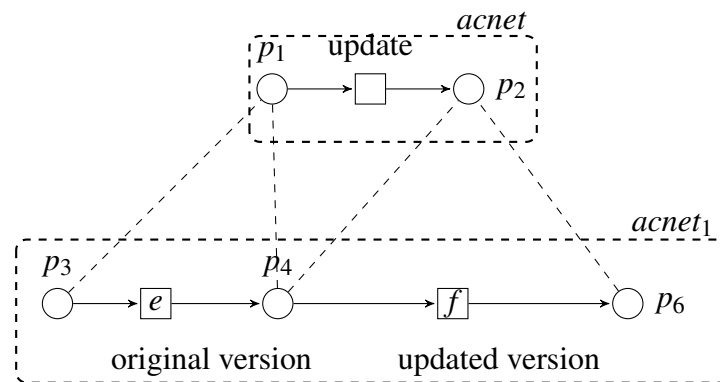 acnet
p1 update
p2
acnet1
p3 p4
e f p6
original version updated version